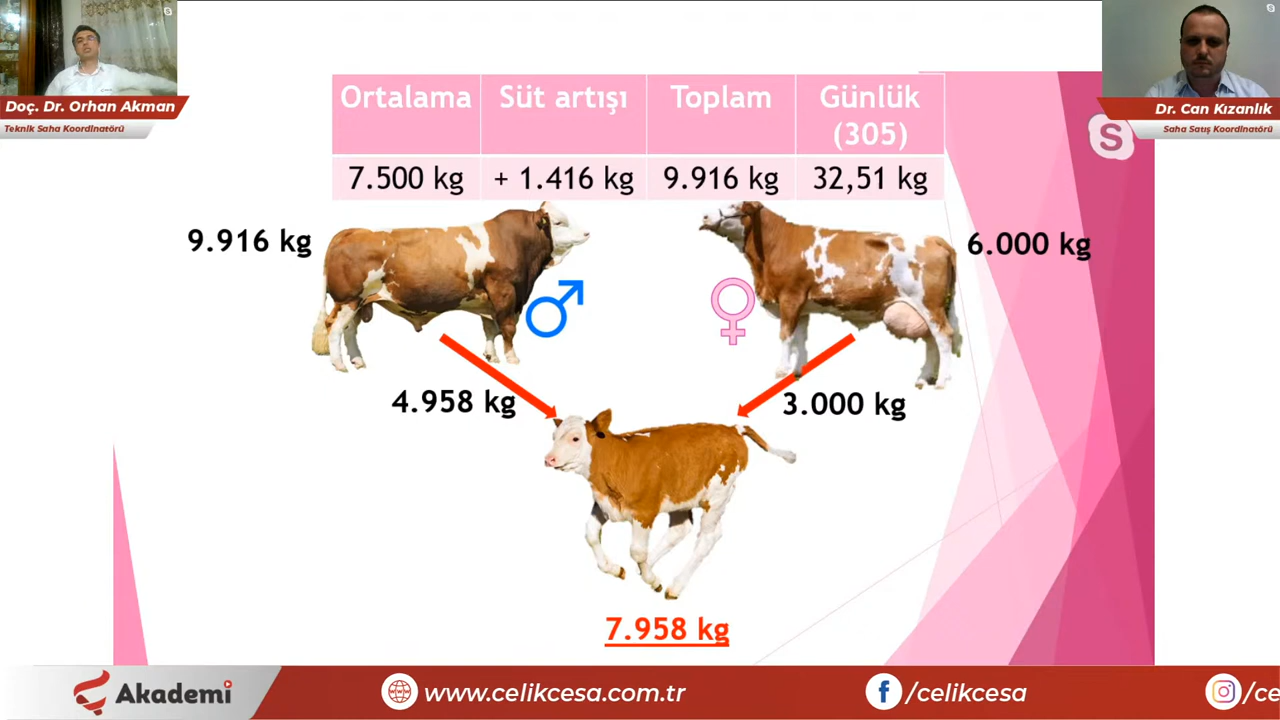 Doç. Dr. Orhan Akman
Teknik Saha Koordinatörü
Dr. Can Kızanlık
Saha Satış Koordinatörü
S
Ortalama Süt artışı Toplam Günlük (305)
7.500 kg + 1.416 kg 9.916 kg 32,51 kg
9.916 kg
6.000 kg
4.958 kg
3.000 kg
7.958 kg
Akademi
www.celikcesa.com.tr
/celikcesa
/ce